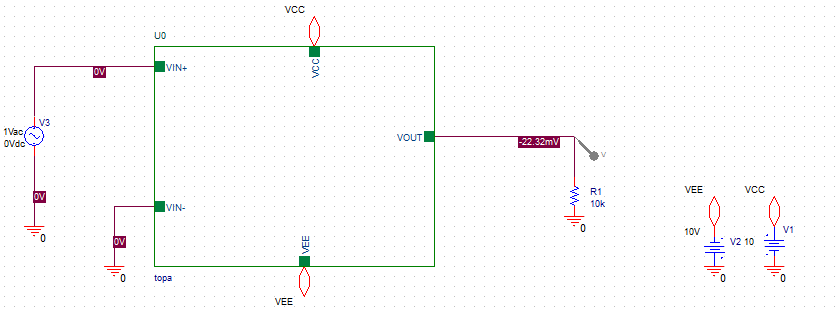 VCC
U0
VCC
0V
VIN+
V3
1Vac
0Vdc
VOUT
-22.32mV
V
0V
VIN-
R1
10k
VEE
VCC
0
0V
VEE
10V
V2
10
V1
0
0
0
0
topa
VEE